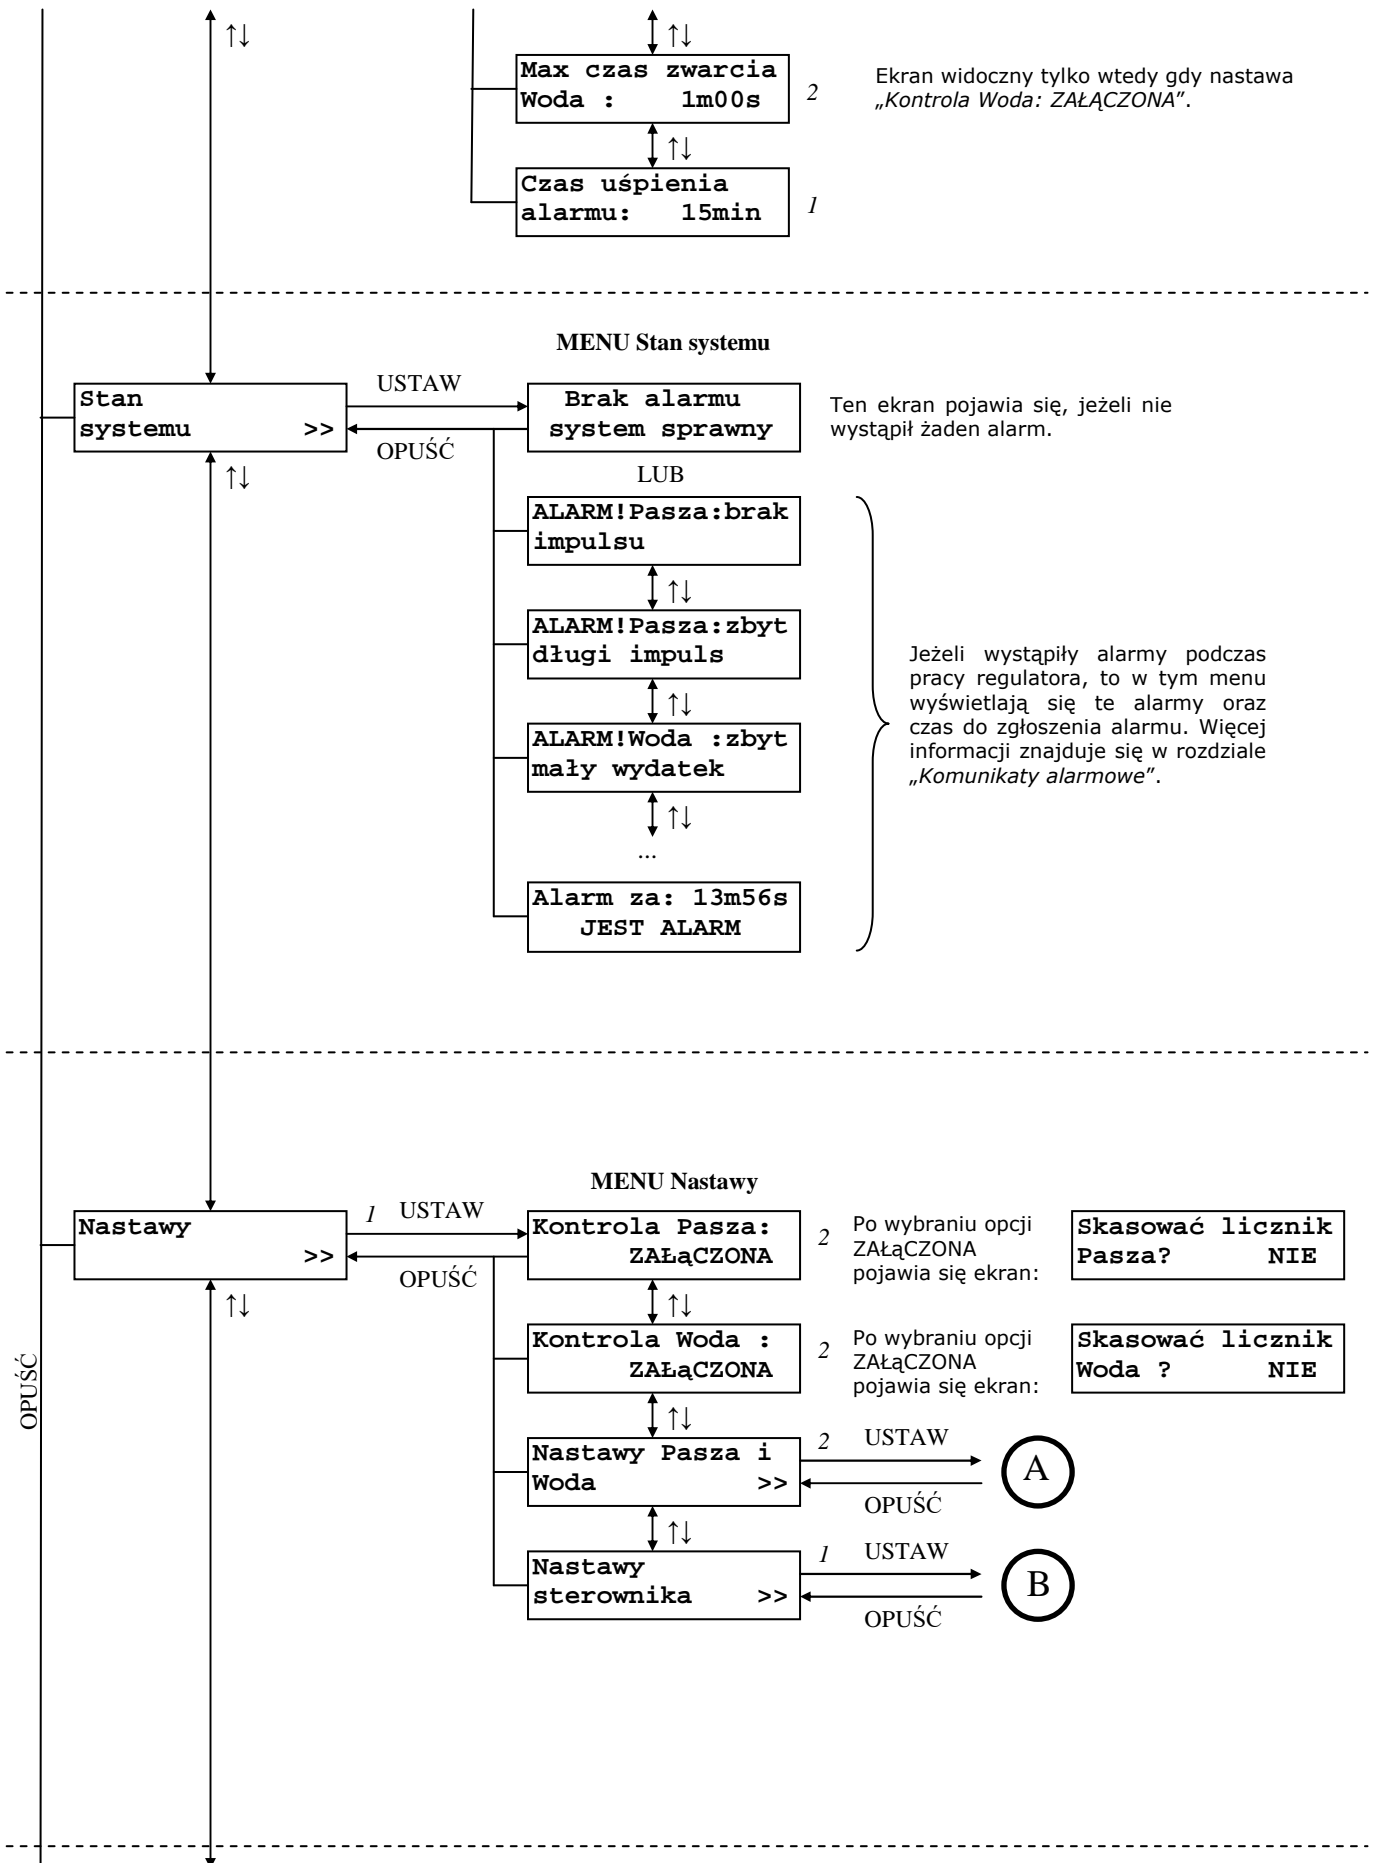 ↑↓
↑↓
Max czas zwarcia
Woda :    1m00s
2
Ekran widoczny tylko wtedy gdy nastawa
„Kontrola Woda: ZAŁĄCZONA”.
↑↓
Czas uśpienia
alarmu:   15min
1
MENU Stan systemu
Stan
systemu       >>
USTAW
OPUŚĆ
Brak alarmu
system sprawny
Ten ekran pojawia się, jeżeli nie
wystąpił żaden alarm.
↑↓
LUB
ALARM!Pasza:brak
impulsu
↑↓
ALARM!Pasza:zbyt
długi impuls
↑↓
ALARM!Woda :zbyt
mały wydatek
↑↓
...
Alarm za: 13m56s
JEST ALARM
Jeżeli wystąpiły alarmy podczas
pracy regulatora, to w tym menu
wyświetlają się te alarmy oraz
czas do zgłoszenia alarmu. Więcej
informacji znajduje się w rozdziale
„Komunikaty alarmowe”.
MENU Nastawy
Nastawy
>>
1 USTAW
OPUŚĆ
Kontrola Pasza:
ZAŁąCZONA
2
Po wybraniu opcji
ZAŁąCZONA
pojawia się ekran:
Skasować licznik
Pasza?      NIE
↑↓
↑↓
Kontrola Woda :
ZAŁąCZONA
2
Po wybraniu opcji
ZAŁąCZONA
pojawia się ekran:
Skasować licznik
Woda ?      NIE
OPUŚĆ
↑↓
Nastawy Pasza i
Woda          >>
2 USTAW
OPUŚĆ
A
↑↓
Nastawy
sterownika    >>
1 USTAW
OPUŚĆ
B